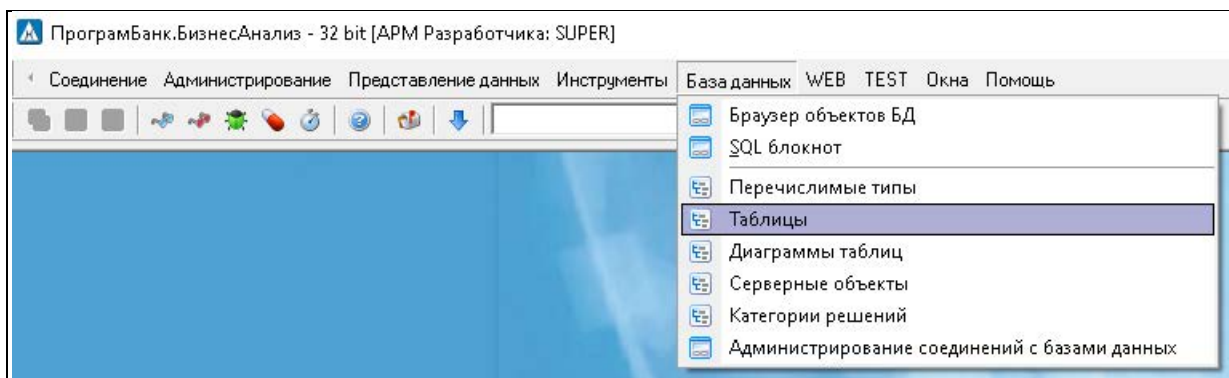 ПрограмБанк.БизнесАнализ - 32 bit [АРМ Разработчика: SUPER]
Соединение Администрирование Представление данных Инструменты База данных WEB TEST Окна Помощь
Браузер объектов БД
SQL блокнот
Перечислимые типы
Таблицы
Диаграммы таблиц
Серверные объекты
Категории решений
Администрирование соединений с базами данных